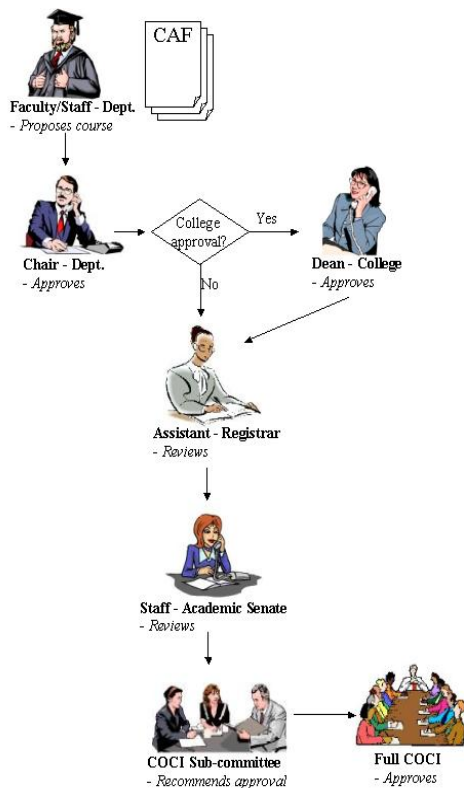 CAF
Faculty/Staff - Dept.
- Proposes course
College
approval?
Yes
Chair - Dept.
- Approves
Dean - College
- Approves
No
Assistant - Registrar
- Reviews
Staff - Academic Senate
- Reviews
COCI Sub-committee
- Recommends approval
Full COCI
- Approves